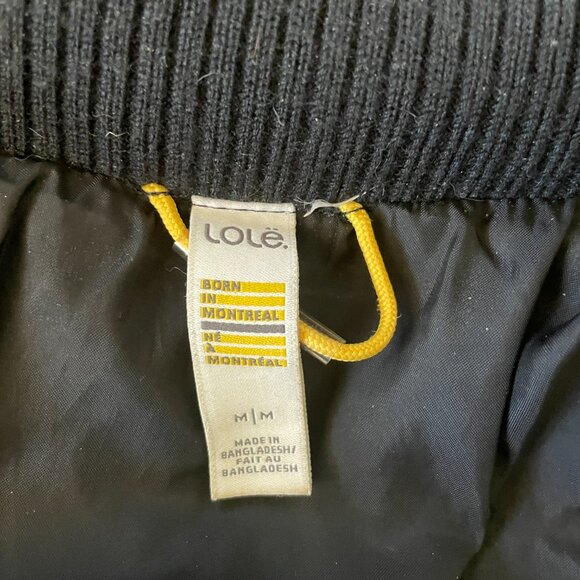 LOLË.
BORN
IN
MONTREAL
NÉ
À
MONTRÉAL
M|M
MADE IN
BANGLADESH/
FAIT AU
BANGLADESH